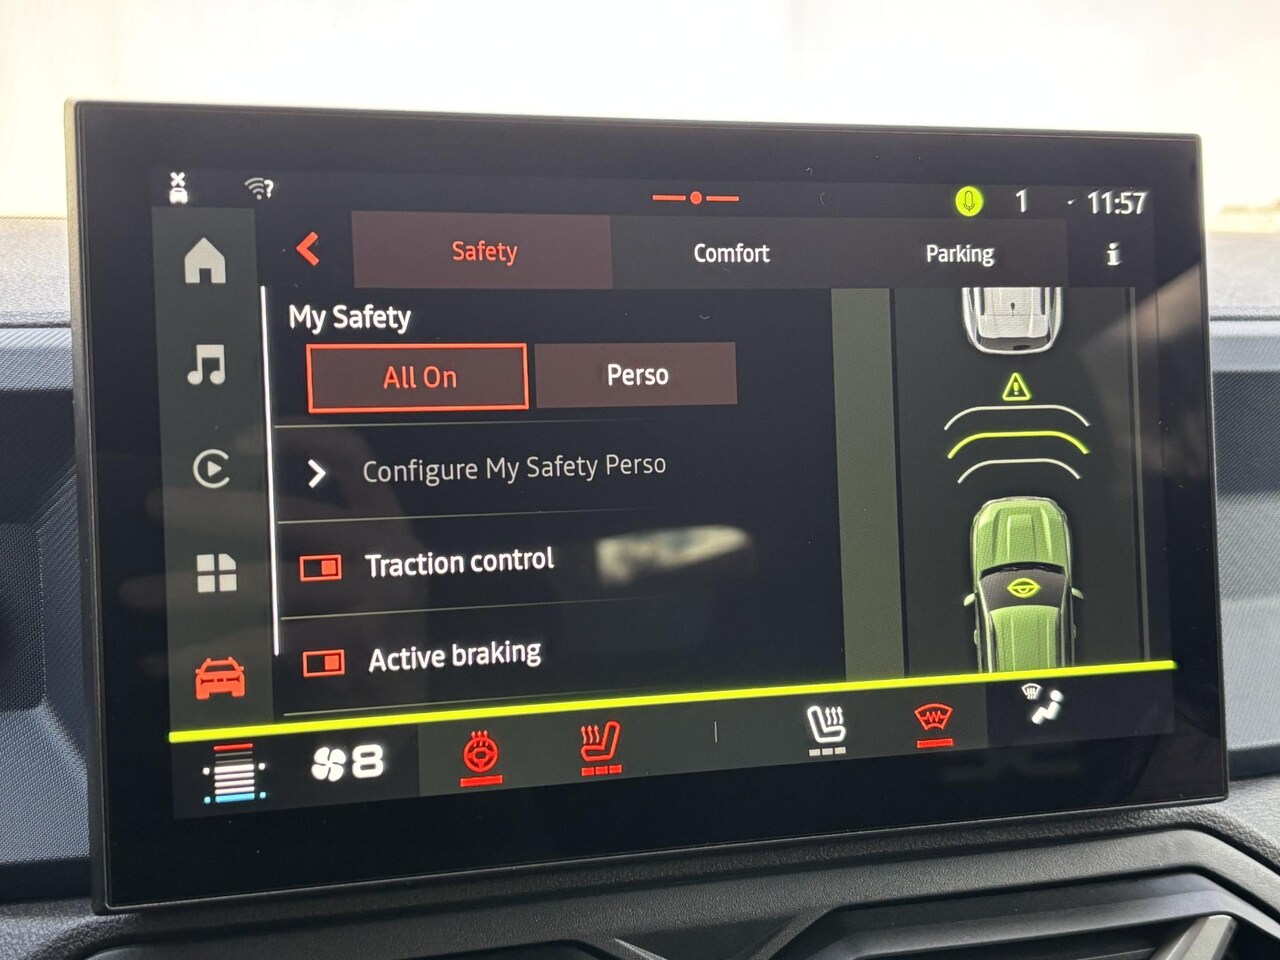 ?
1
11:57
Safety
Comfort
Parking
i
My Safety
All On
Perso
Configure My Safety Perso
Traction control
Active braking
8